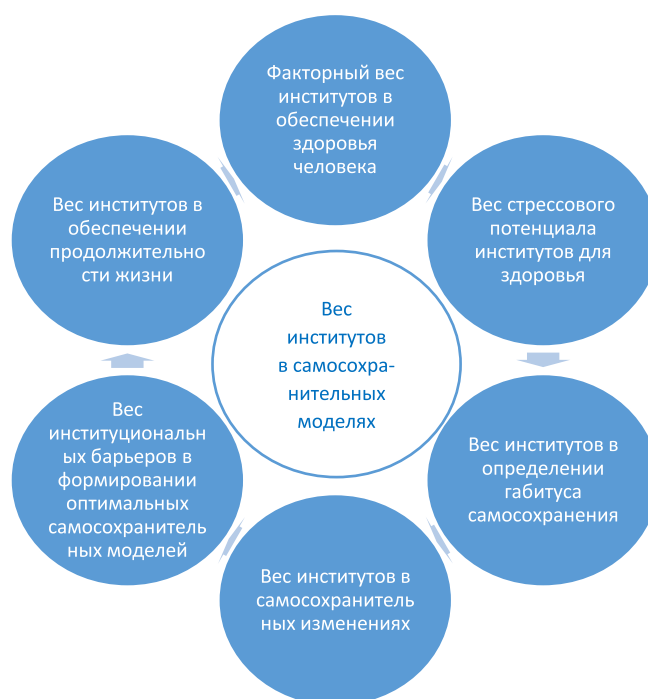 Факторный вес
институтов в
обеспечении
здоровья
человека
Вес стрессового
потенциала
институтов для
здоровья
Вес институтов в
определении
габитуса
самосохранения
Вес институтов в
самосохранитель
ных изменениях
Вес
институциональн
ых барьеров в
формировании
оптимальных
самосохранитель
ных моделей
Вес институтов в
обеспечении
продолжительно
сти жизни
Вес
институтов
в самосохра-
нительных
моделях